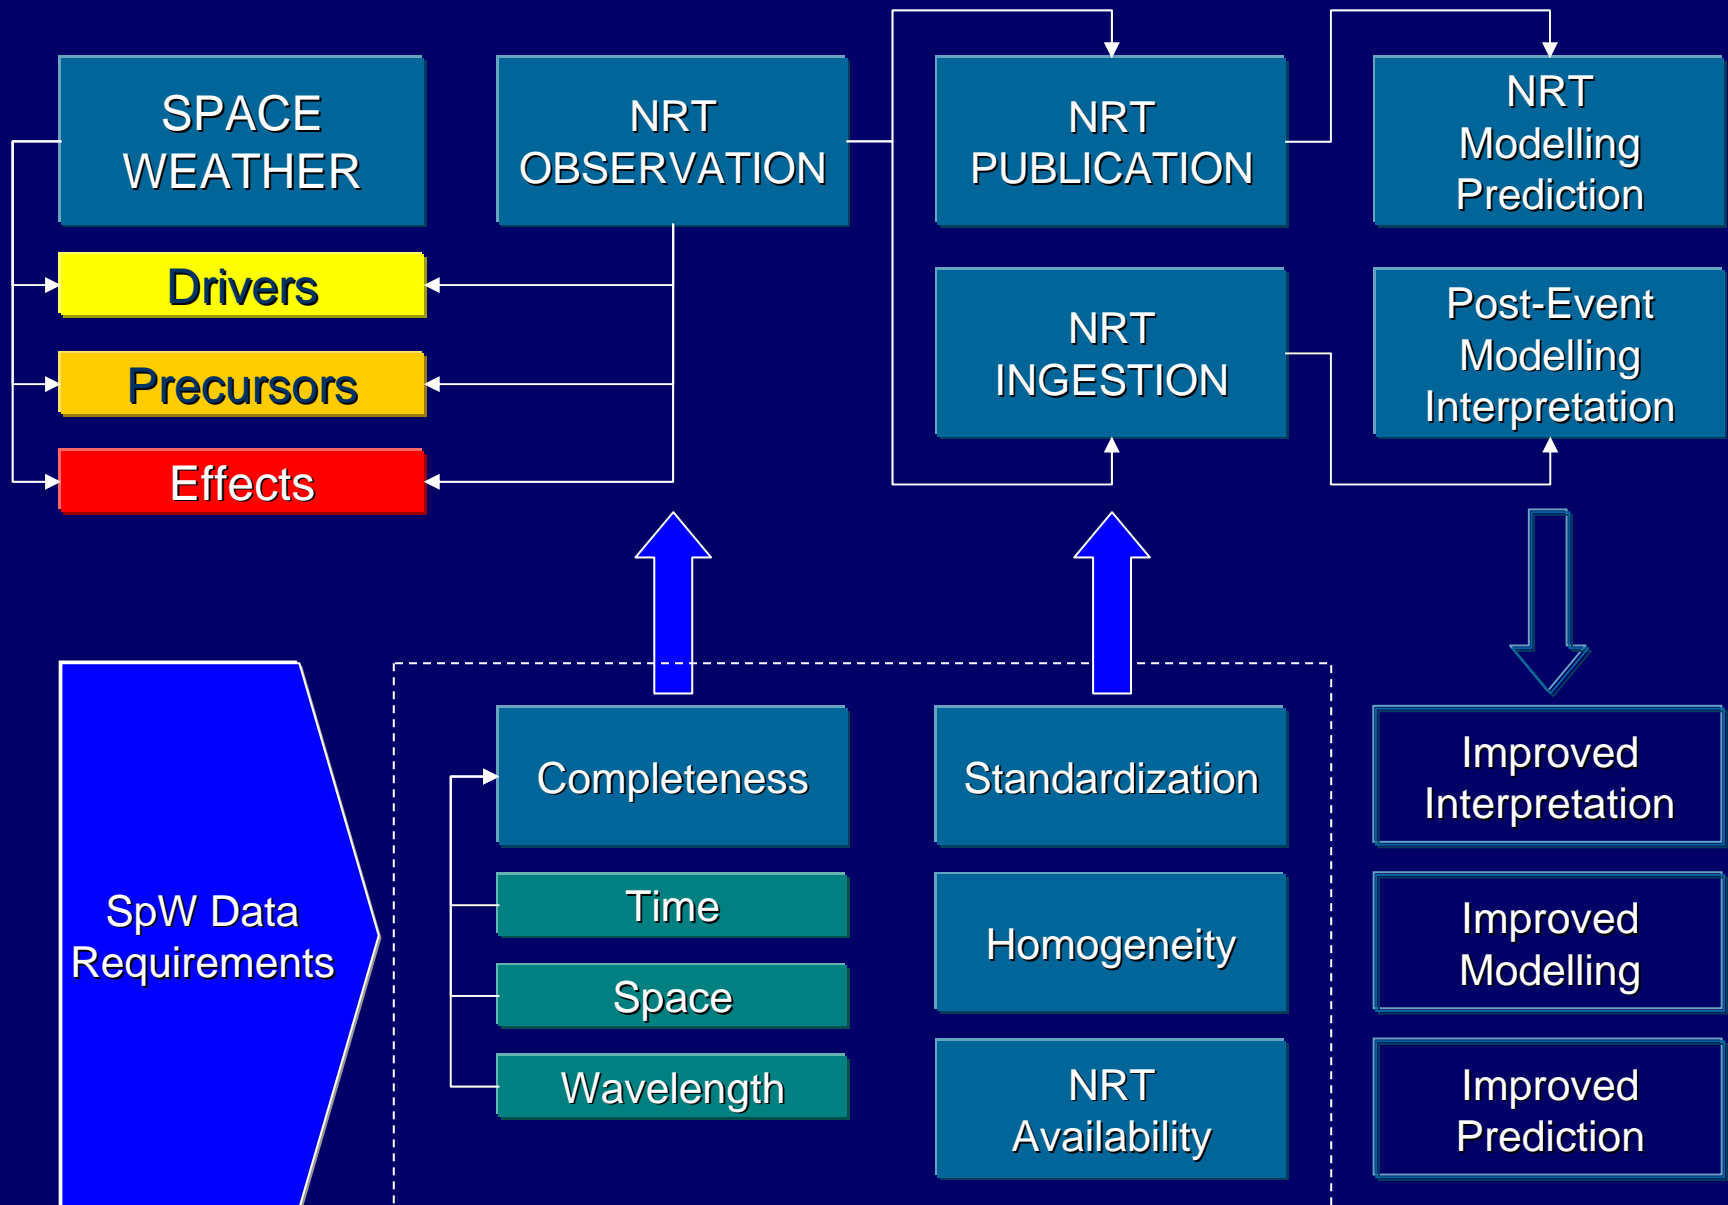 SPACE
WEATHER
Drivers
Precursors
Effects
NRT
OBSERVATION
NRT
PUBLICATION
NRT
INGESTION
NRT
Modelling
Prediction
Post-Event
Modelling
Interpretation
SpW Data
Requirements
Completeness
Time
Space
Wavelength
Standardization
Homogeneity
NRT
Availability
Improved
Interpretation
Improved
Modelling
Improved
Prediction